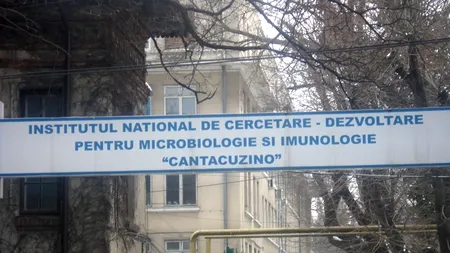 INSTITUTUL NATIONAL DE CERCETARE - DEZVOLTARE
PENTRU MICROBIOLOGIE SI IMUNOLOGIE
"CANTACUZINO"